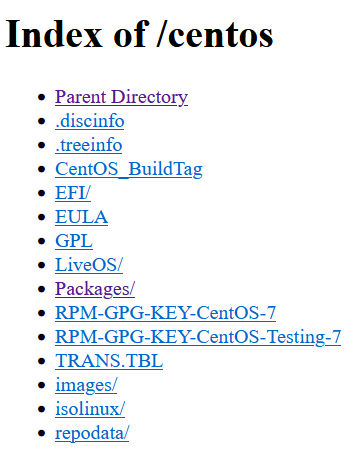 Index of /centos
Parent Directory
.discinfo
.treeinfo
CentOS_BuildTag
EFI/
EULA
GPL
LiveOS/
Packages/
RPM-GPG-KEY-CentOS-7
RPM-GPG-KEY-CentOS-Testing-7
TRANS.TBL
images/
isolinux/
repodata/